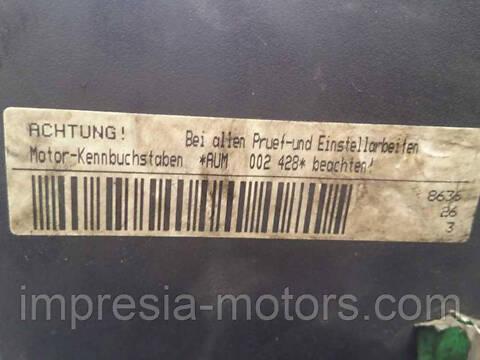 ACHTUNG! Bei allen Pruef-und Einstellarbeiten
Motor-Kennbuchstaben *AUM 002 428* beachten!
8636
26
3
impresia-motors.com